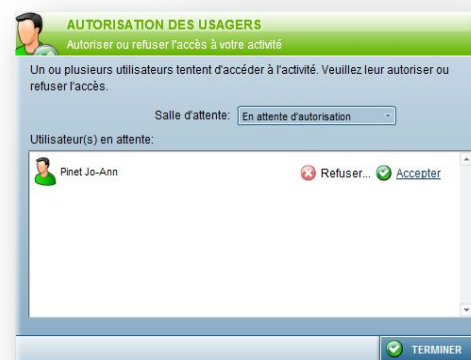 AUTORISATION DES USAGERS
Autoriser ou refuser l'accès à votre activité
Un ou plusieurs utilisateurs tentent d'accéder à l'activité. Veuillez leur autoriser ou
refuser l'accès.
Salle d'attente: En attente d'autorisation
Utilisateur(s) en attente:
Pinet Jo-Ann Refuser... Accepter
TERMINER